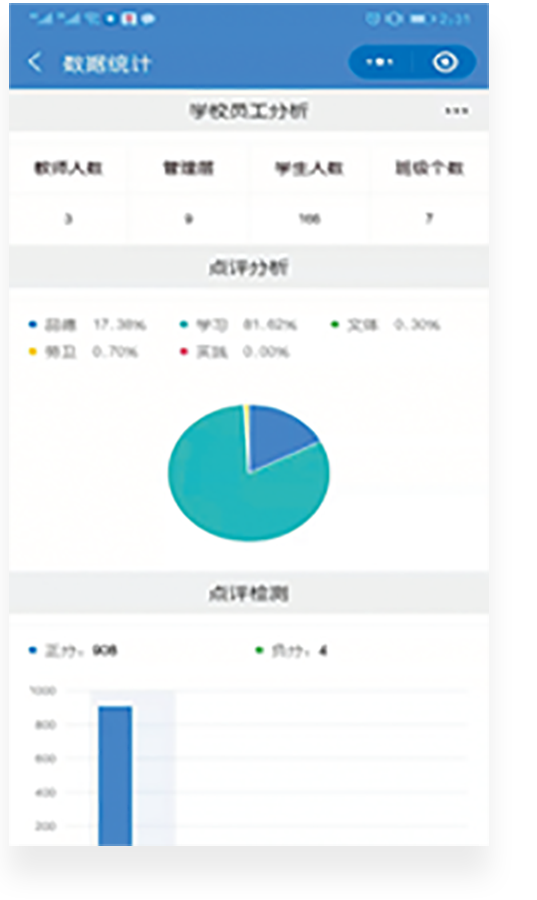 数据统计
学校员工分析
教师人数 管理层 学生人数 班级个数
3 9 166 7
点评分析
品德 17.38% 学习 81.62% 文体 0.30%
劳卫 0.70% 实践 0.00%
点评检测
正分: 908 负分: 4
1000
800
600
400
200